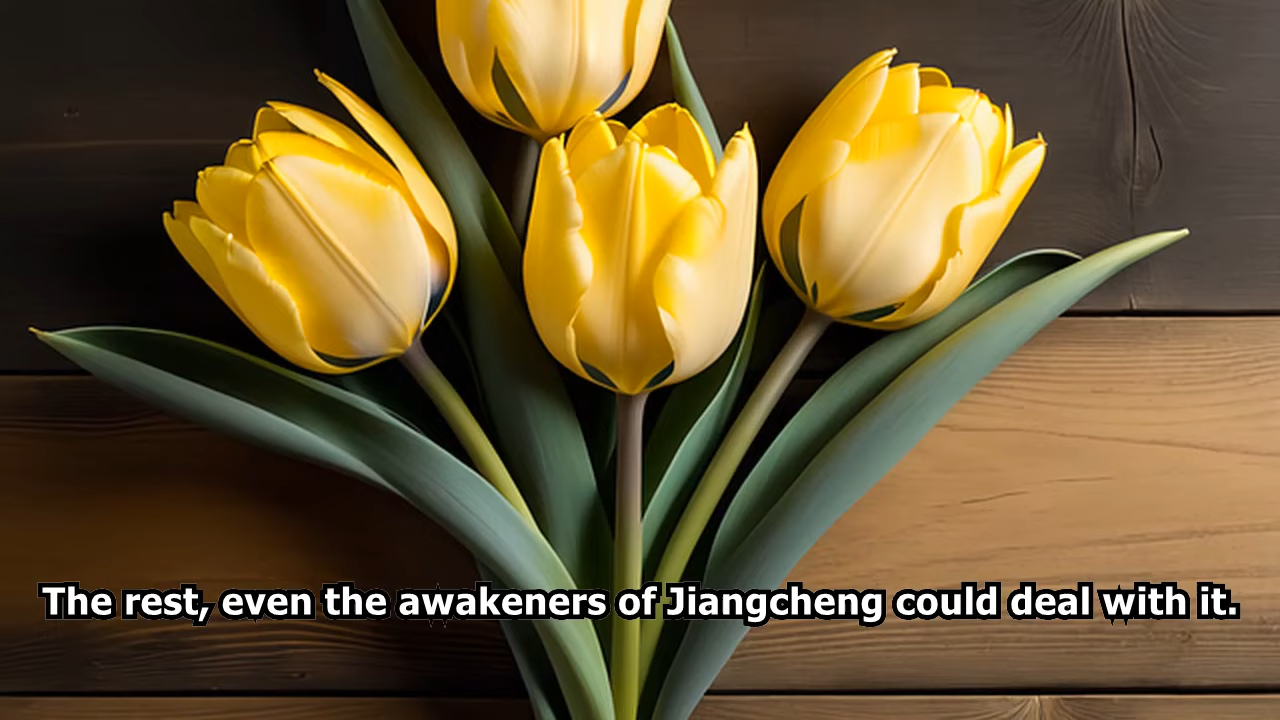 The rest, even the awakeners of Jiangcheng could deal with it.